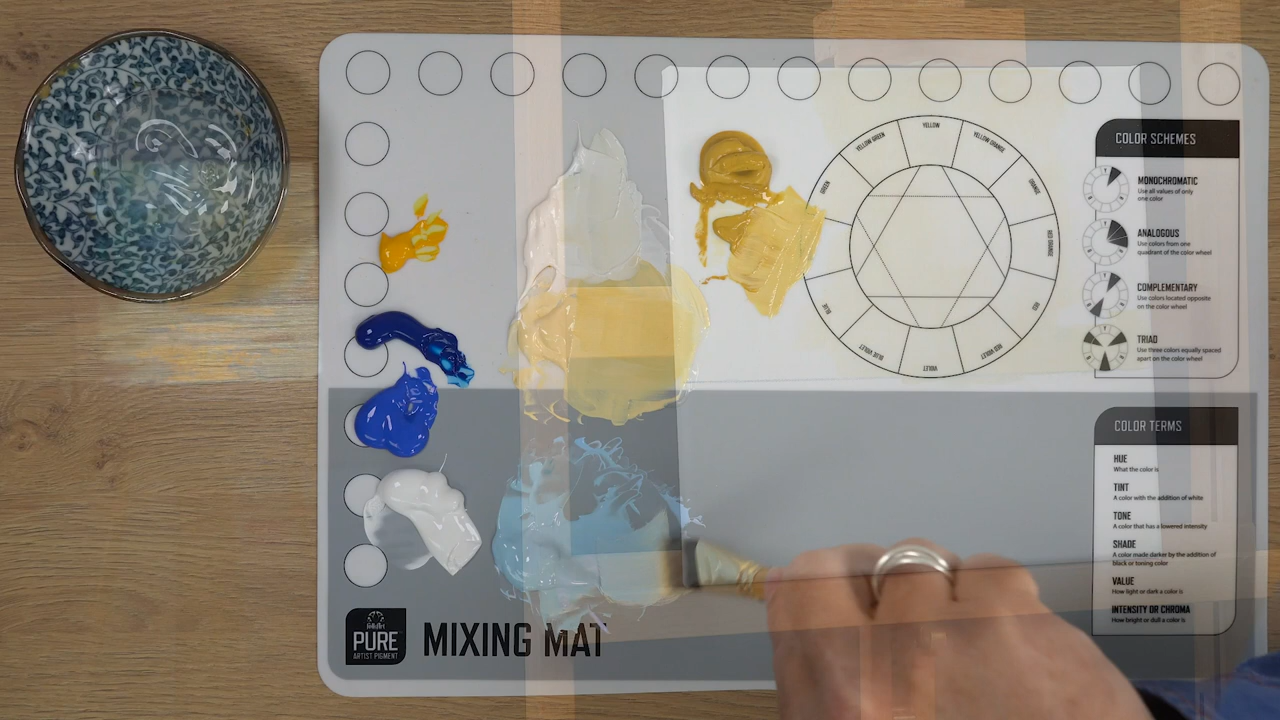 YELLOW
YELLOW GREEN
YELLOW ORANGE
GREEN
ORANGE
RED ORANGE
BLUE
RED
BLUE VIOLET
RED VIOLET
VIOLET
COLOR SCHEMES
MONOCHROMATIC
Use all values of only
one color
ANALOGOUS
Use colors from one
quadrant of the color wheel
COMPLEMENTARY
Use colors located opposite
on the color wheel
TRIAD
Use three colors equally spaced
apart on the color wheel
COLOR TERMS
HUE
What the color is
TINT
A color with the addition of white
TONE
A color that has a lowered intensity
SHADE
A color made darker by the addition of
black or toning color
VALUE
How light or dark a color is
INTENSITY OR CHROMA
How bright or dull a color is
FolkArt
PURE
ARTIST PIGMENT
MIXING MAT